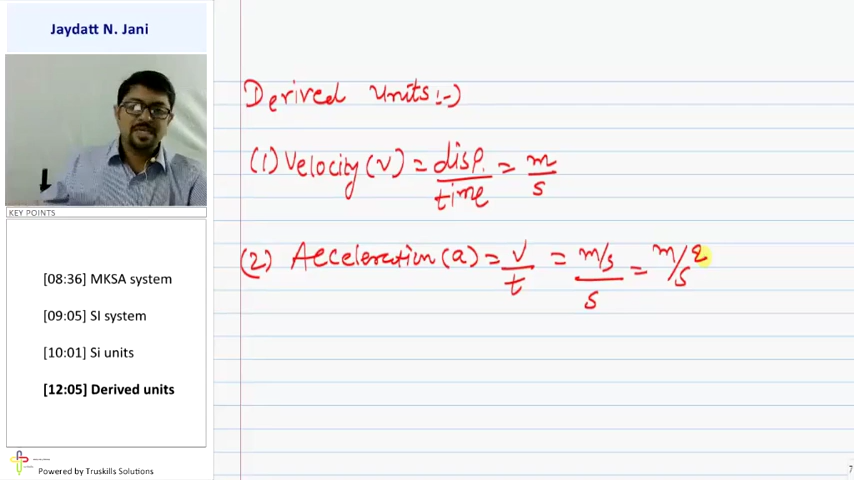 Jaydatt N. Jani
KEY POINTS
[08:36] MKSA system
[09:05] SI system
[10:01] Si units
[12:05] Derived units
Powered by Truskills Solutions
Derived units:-)
(1) Velocity (v) = disp. / time = m / s
(2) Acceleration (a) = v / t = m/s / s = m/s²
7